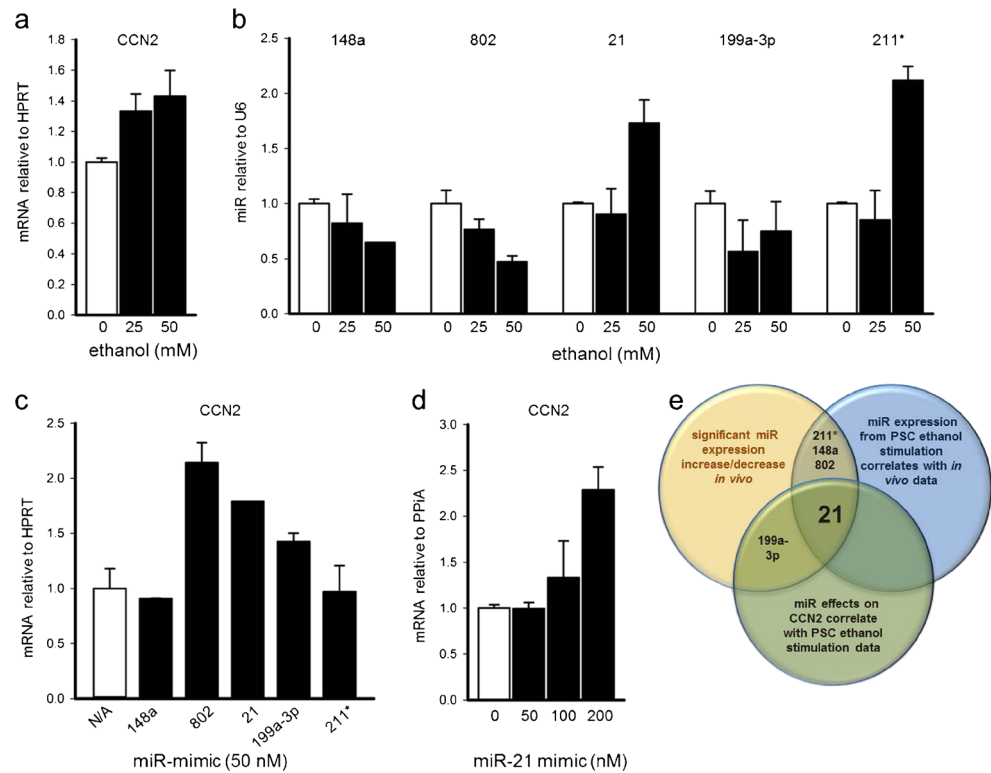 a
CCN2
mRNA relative to HPRT
1.8
1.6
1.4
1.2
1.0
0.8
0.6
0.4
0.2
0.0
0 25 50
ethanol (mM)
b
148a 802 21 199a-3p 211*
miR relative to U6
2.5
2.0
1.5
1.0
0.5
0.0
0 25 50 0 25 50 0 25 50 0 25 50 0 25 50
ethanol (mM)
c
CCN2
mRNA relative to HPRT
2.5
2.0
1.5
1.0
0.5
0.0
N/A 148a 802 21 199a-3p 211*
miR-mimic (50 nM)
d
CCN2
mRNA relative to PPiA
3.0
2.5
2.0
1.5
1.0
0.5
0.0
0 50 100 200
miR-21 mimic (nM)
e
significant miR
expression
increase/decrease
in vivo
211*
148a
802
miR expression
from PSC ethanol
stimulation
correlates with in
vivo data
21
199a-
3p
miR effects on
CCN2 correlate
with PSC ethanol
stimulation data